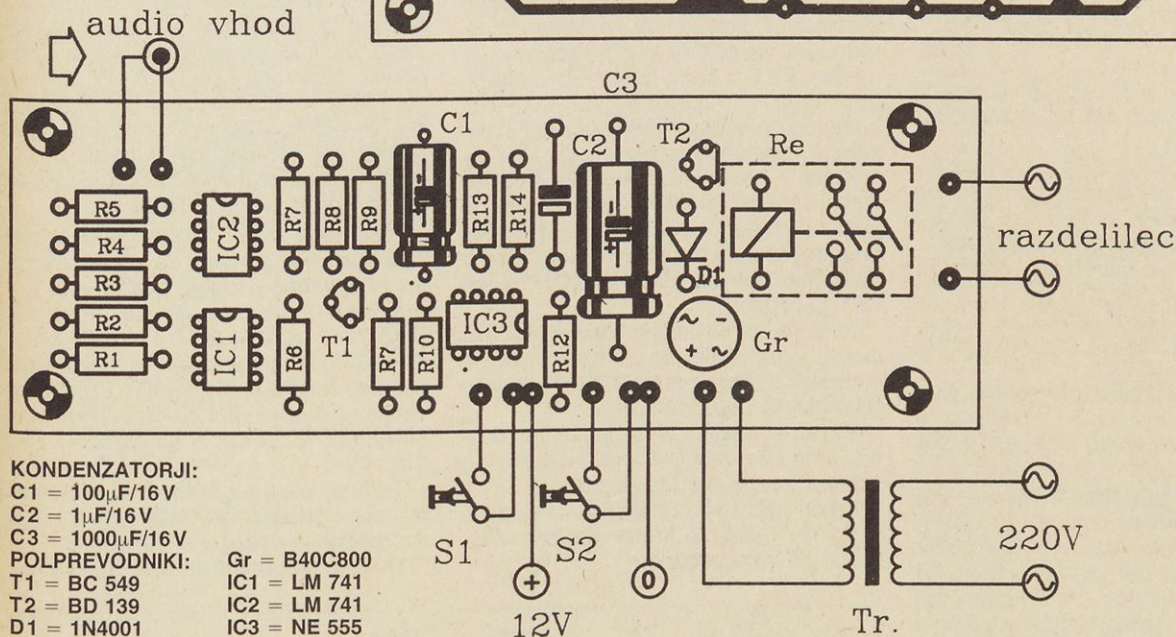 audio vhod
C3
C1
C2
T2
Re
R5
R4
R3
R2
R1
IC2
IC1
R7
R8
R9
R13
R14
D1
razdelilec
R6
T1
R7
R10
IC3
R12
Gr
S1
S2
+
0
12V
220V
Tr.
KONDENZATORJI:
C1 = 100µF/16V
C2 = 1µF/16V
C3 = 1000µF/16V
POLPREVODNIKI:
T1 = BC 549
T2 = BD 139
D1 = 1N4001
Gr = B40C800
IC1 = LM 741
IC2 = LM 741
IC3 = NE 555